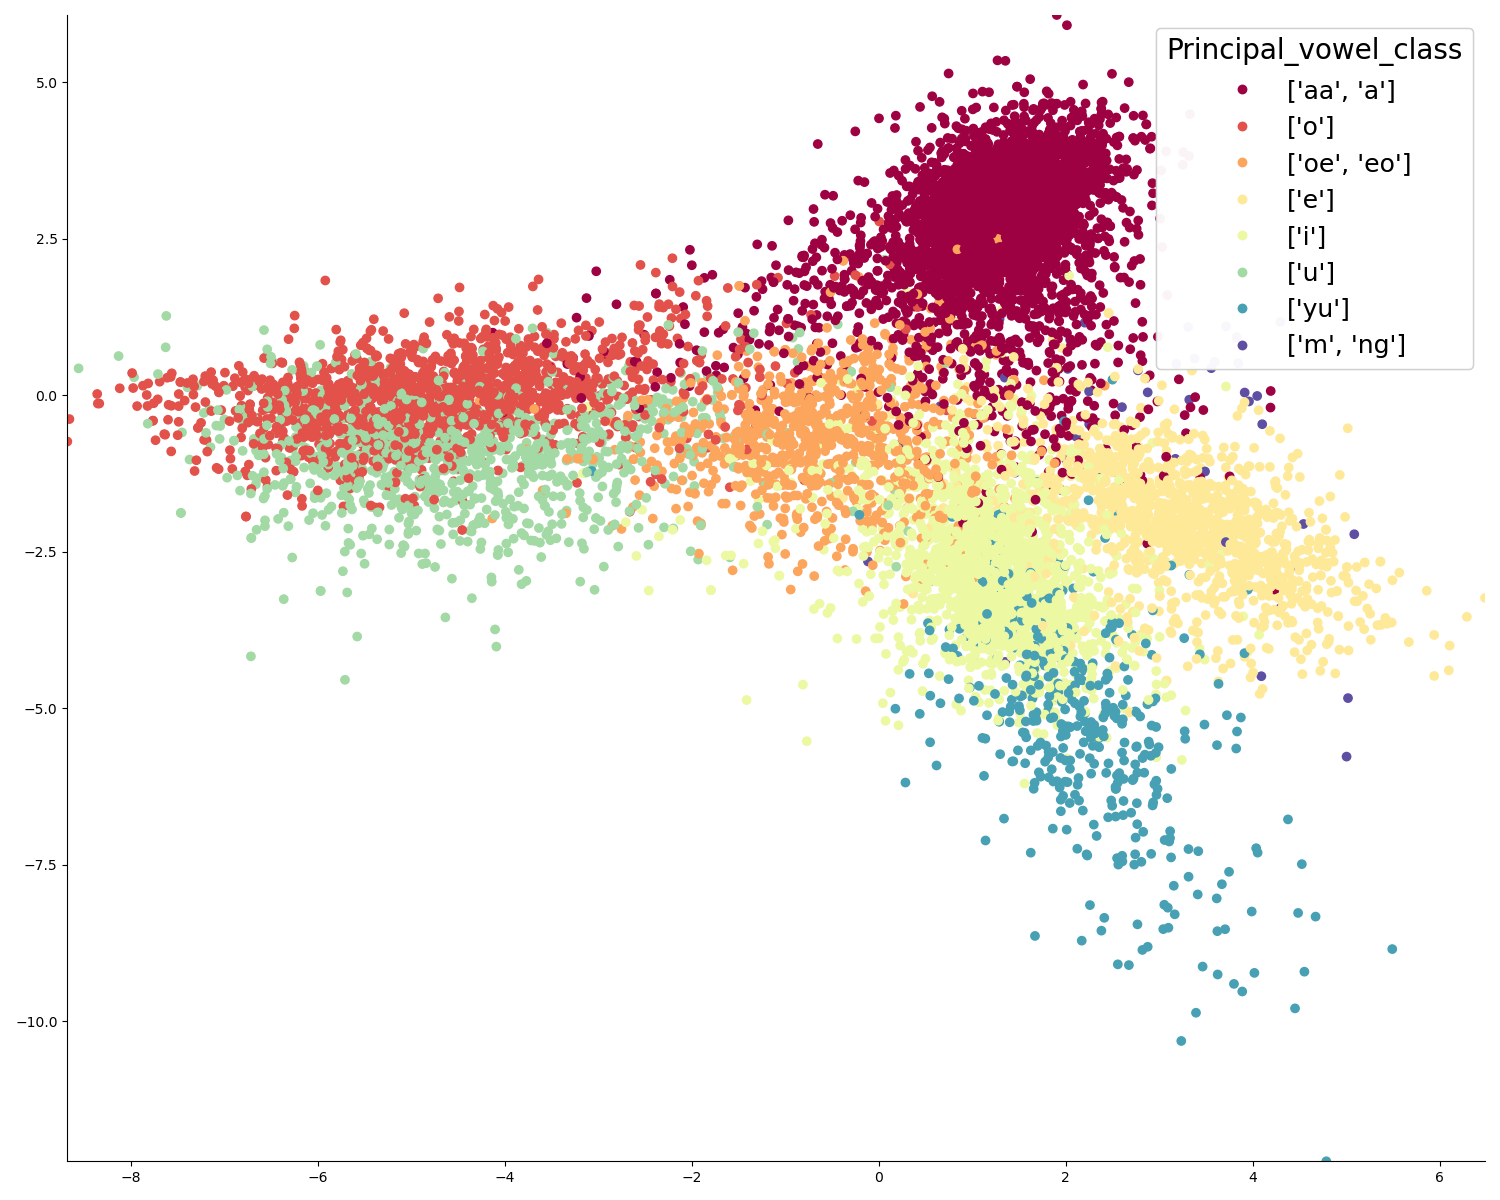 Principal_vowel_class
['aa', 'a']
['o']
['oe', 'eo']
['e']
['i']
['u']
['yu']
['m', 'ng']
5.0
2.5
0.0
−2.5
−5.0
−7.5
−10.0
−8 −6 −4 −2 0 2 4 6